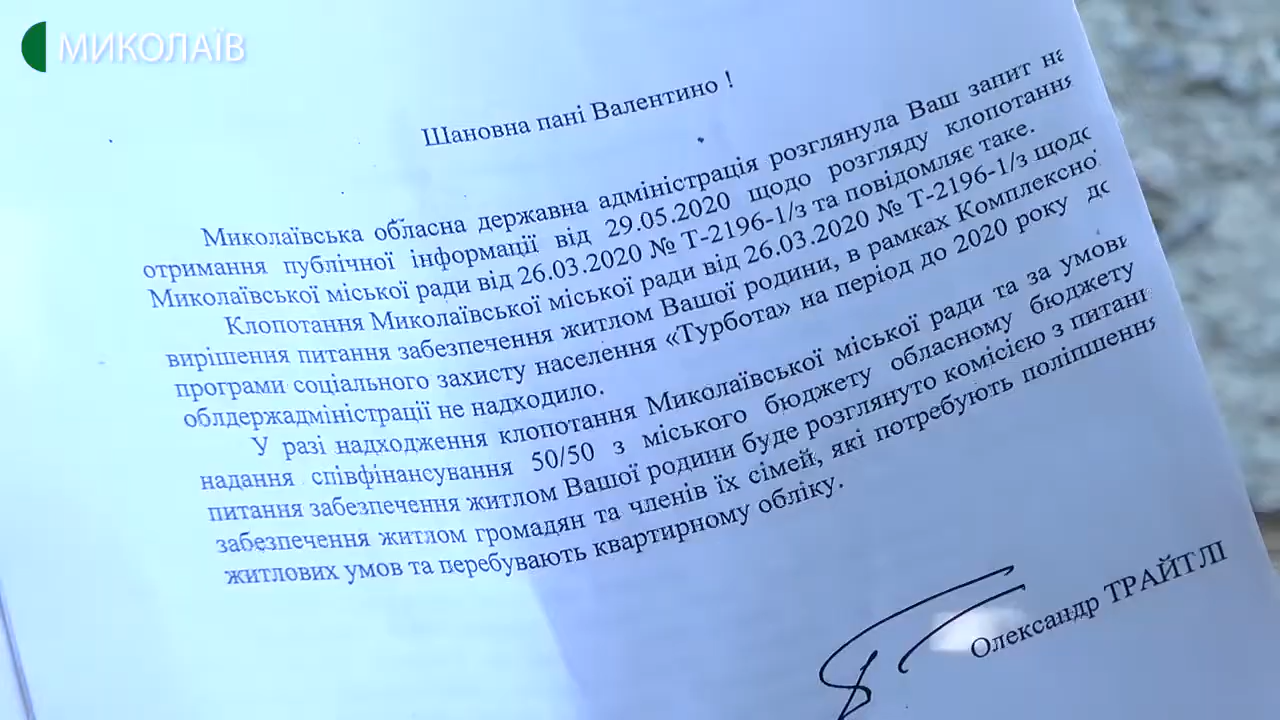 МИКОЛАЇВ
Шановна пані Валентино !
Миколаївська обласна державна адміністрація розглянула Ваш запит на
отримання публічної інформації від 29.05.2020 щодо розгляду клопотання
Миколаївської міської ради від 26.03.2020 № Т-2196-1/з та повідомляє таке.
Клопотання Миколаївської міської ради від 26.03.2020 № Т-2196-1/з щодо
вирішення питання забезпечення житлом Вашої родини, в рамках Комплексної
програми соціального захисту населення «Турбота» на період до 2020 року до
облдержадміністрації не надходило.
У разі надходження клопотання Миколаївської міської ради та за умови
надання співфінансування 50/50 з міського бюджету обласному бюджету
питання забезпечення житлом Вашої родини буде розглянуто комісією з питань
забезпечення житлом громадян та членів їх сімей, які потребують поліпшення
житлових умов та перебувають квартирному обліку.
Олександр ТРАЙТЛІ